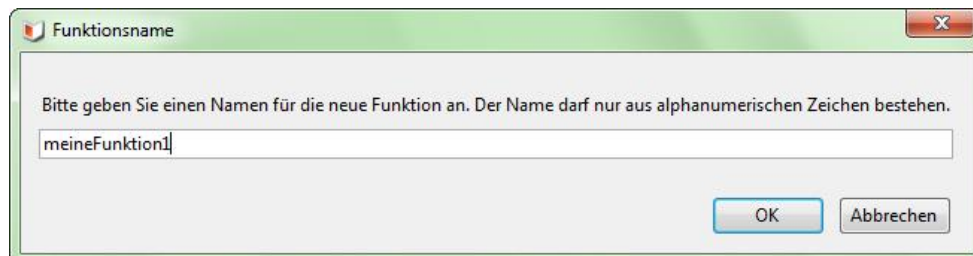 Funktionsname
Bitte geben Sie einen Namen für die neue Funktion an. Der Name darf nur aus alphanumerischen Zeichen bestehen.
meineFunktion1
OK Abbrechen